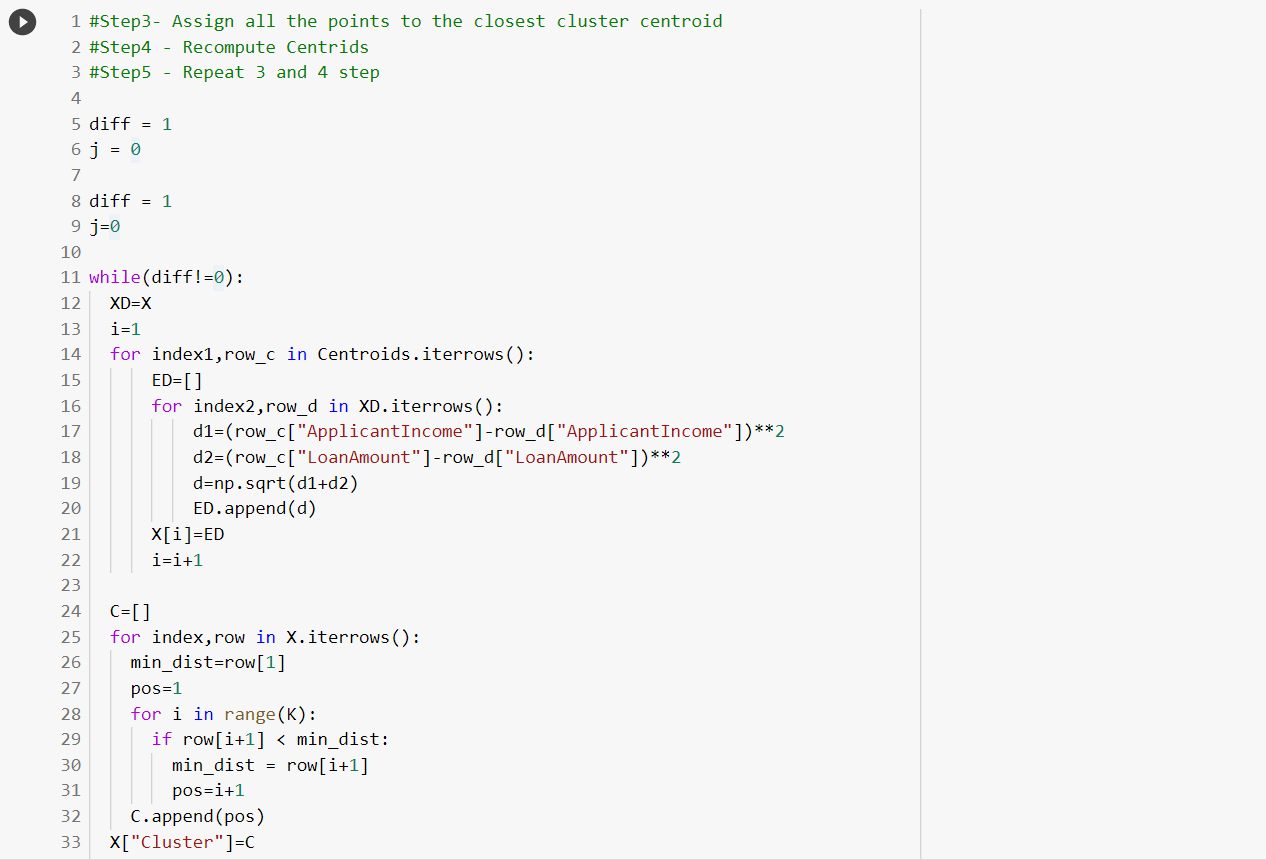 1 #Step3- Assign all the points to the closest cluster centroid
2 #Step4 - Recompute Centrids
3 #Step5 - Repeat 3 and 4 step
4
5 diff = 1
6 j = 0
7
8 diff = 1
9 j=0
10
11 while(diff!=0):
12   XD=X
13   i=1
14   for index1,row_c in Centroids.iterrows():
15       ED=[]
16       for index2,row_d in XD.iterrows():
17           d1=(row_c["ApplicantIncome"]-row_d["ApplicantIncome"])**2
18           d2=(row_c["LoanAmount"]-row_d["LoanAmount"])**2
19           d=np.sqrt(d1+d2)
20           ED.append(d)
21       X[i]=ED
22       i=i+1
23
24   C=[]
25   for index,row in X.iterrows():
26     min_dist=row[1]
27     pos=1
28     for i in range(K):
29       if row[i+1] < min_dist:
30         min_dist = row[i+1]
31         pos=i+1
32     C.append(pos)
33   X["Cluster"]=C